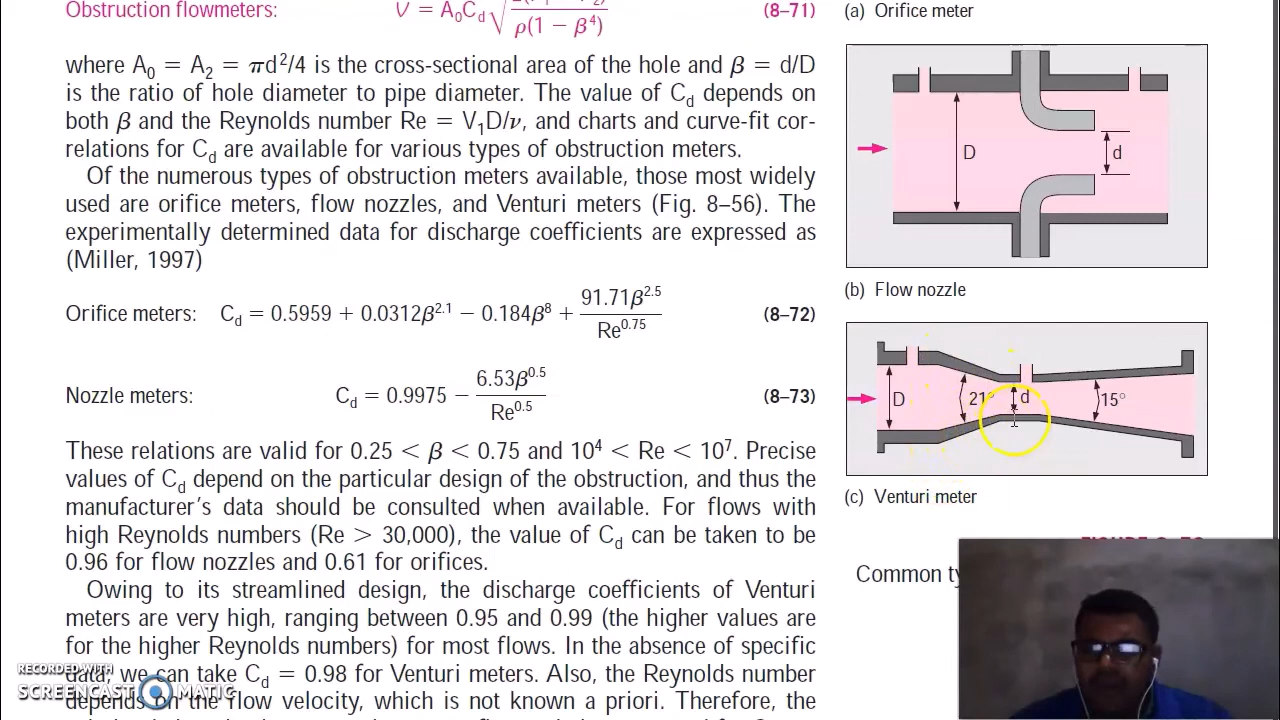 Obstruction flowmeters: V = A₀C_d√ ρ(1 − β⁴) (8–71)
where A₀ = A₂ = πd²/4 is the cross-sectional area of the hole and β = d/D
is the ratio of hole diameter to pipe diameter. The value of C_d depends on
both β and the Reynolds number Re = V₁D/ν, and charts and curve-fit cor-
relations for C_d are available for various types of obstruction meters.
Of the numerous types of obstruction meters available, those most widely
used are orifice meters, flow nozzles, and Venturi meters (Fig. 8–56). The
experimentally determined data for discharge coefficients are expressed as
(Miller, 1997)
Orifice meters: C_d = 0.5959 + 0.0312β^2.1 − 0.184β⁸ + 91.71β^2.5 / Re^0.75 (8–72)
Nozzle meters: C_d = 0.9975 − 6.53β^0.5 / Re^0.5 (8–73)
These relations are valid for 0.25 < β < 0.75 and 10⁴ < Re < 10⁷. Precise
values of C_d depend on the particular design of the obstruction, and thus the
manufacturer's data should be consulted when available. For flows with
high Reynolds numbers (Re > 30,000), the value of C_d can be taken to be
0.96 for flow nozzles and 0.61 for orifices.
Owing to its streamlined design, the discharge coefficients of Venturi
meters are very high, ranging between 0.95 and 0.99 (the higher values are
for the higher Reynolds numbers) for most flows. In the absence of specific
data, we can take C_d = 0.98 for Venturi meters. Also, the Reynolds number
depends on the flow velocity, which is not known a priori. Therefore, the
(a) Orifice meter
D d
(b) Flow nozzle
D 21° d 15°
(c) Venturi meter
Common ty
RECORDED WITH
SCREENCAST MATIC